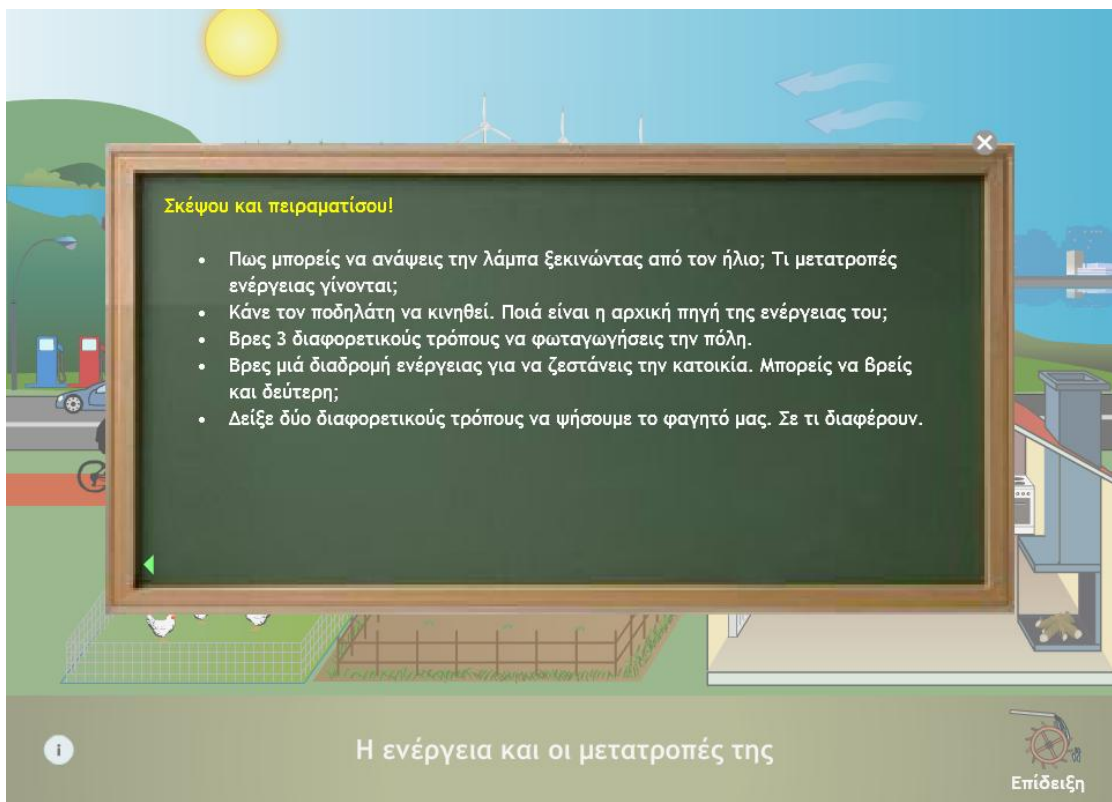 Σκέψου και πειραματίσου!
• Πως μπορείς να ανάψεις την λάμπα ξεκινώντας από τον ήλιο; Τι μετατροπές
ενέργειας γίνονται;
• Κάνε τον ποδηλάτη να κινηθεί. Ποιά είναι η αρχική πηγή της ενέργειας του;
• Βρες 3 διαφορετικούς τρόπους να φωταγωγήσεις την πόλη.
• Βρες μιά διαδρομή ενέργειας για να ζεστάνεις την κατοικία. Μπορείς να βρείς
και δεύτερη;
• Δείξε δύο διαφορετικούς τρόπους να ψήσουμε το φαγητό μας. Σε τι διαφέρουν.
i
Η ενέργεια και οι μετατροπές της
Επίδειξη